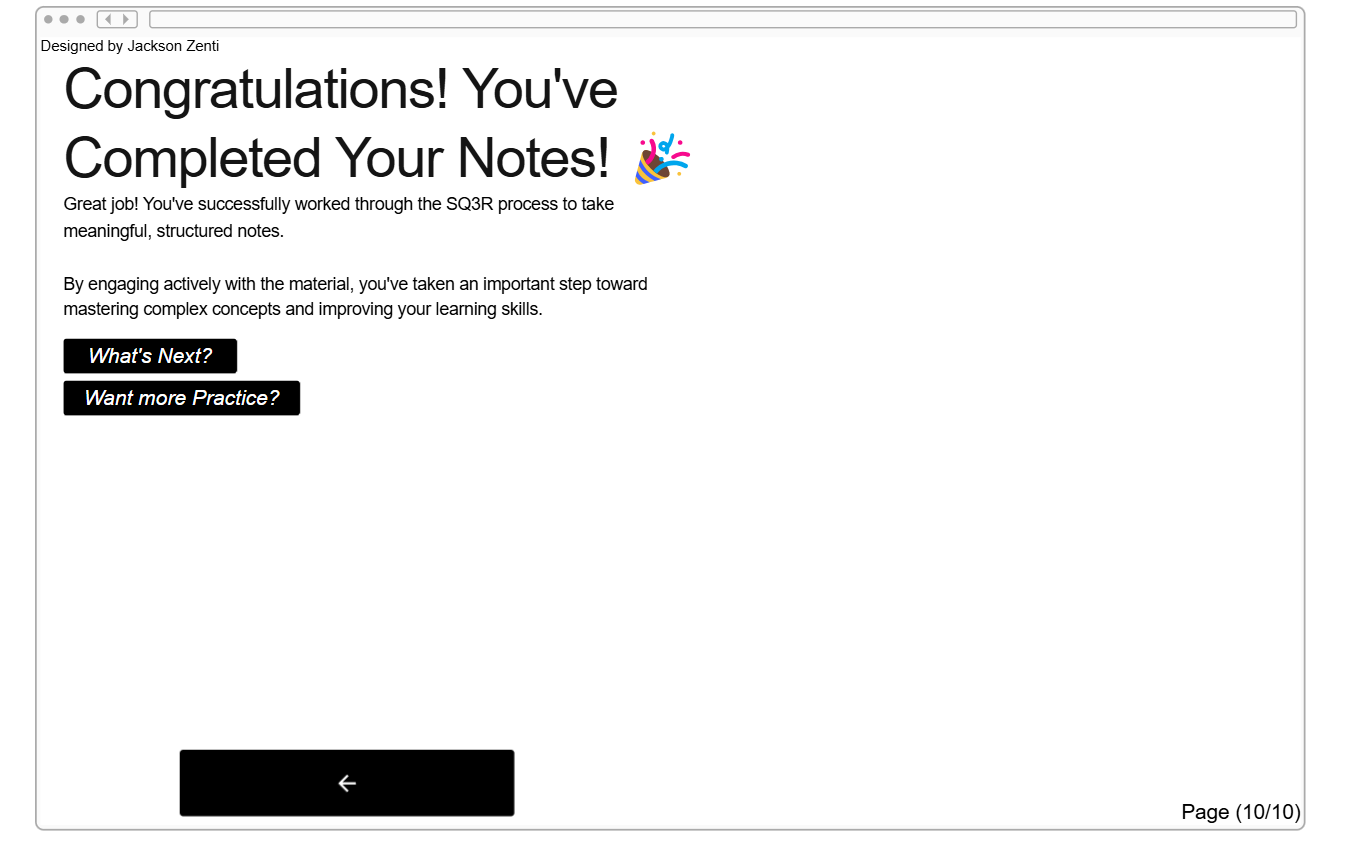 Designed by Jackson Zenti
Congratulations! You've
Completed Your Notes! 🎉
Great job! You've successfully worked through the SQ3R process to take
meaningful, structured notes.
By engaging actively with the material, you've taken an important step toward
mastering complex concepts and improving your learning skills.
What's Next?
Want more Practice?
Page (10/10)